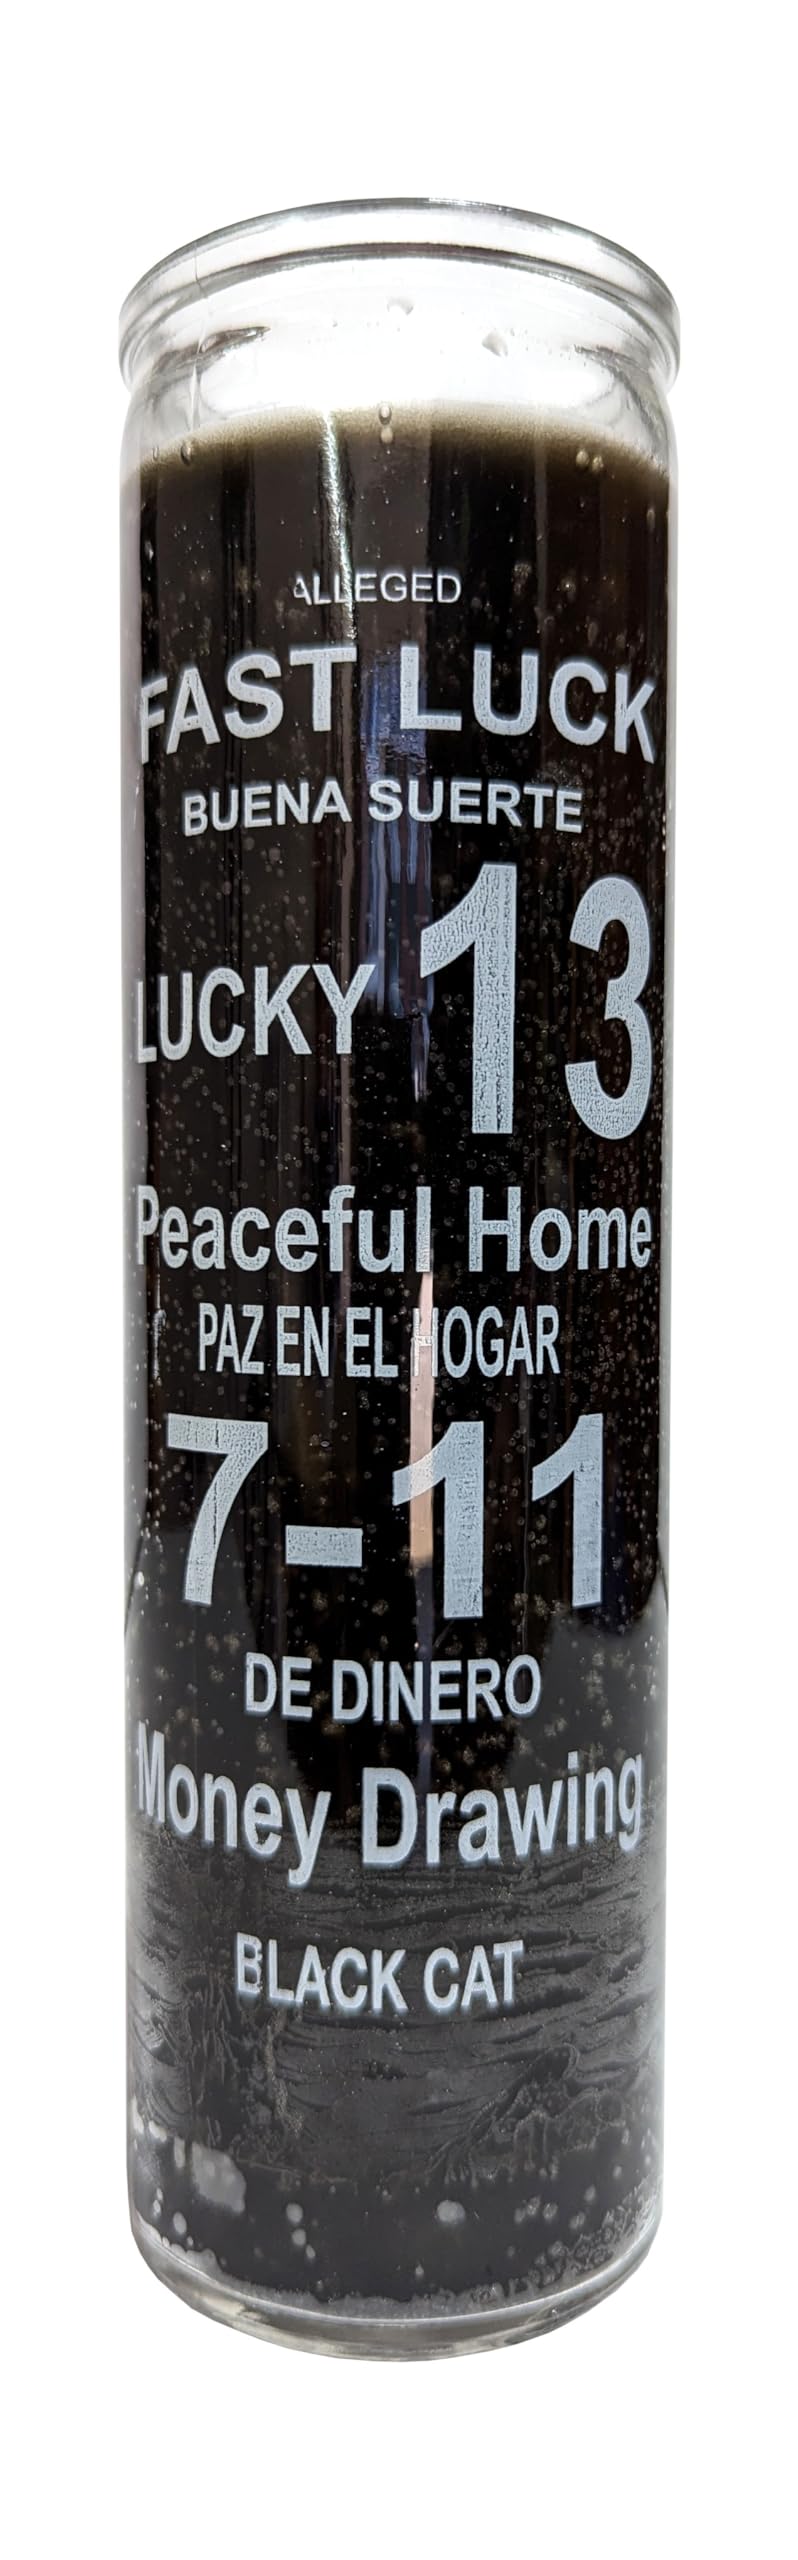 ALLEGED
FAST LUCK
BUENA SUERTE
LUCKY 13
Peaceful Home
PAZ EN EL HOGAR
7-11
DE DINERO
Money Drawing
BLACK CAT